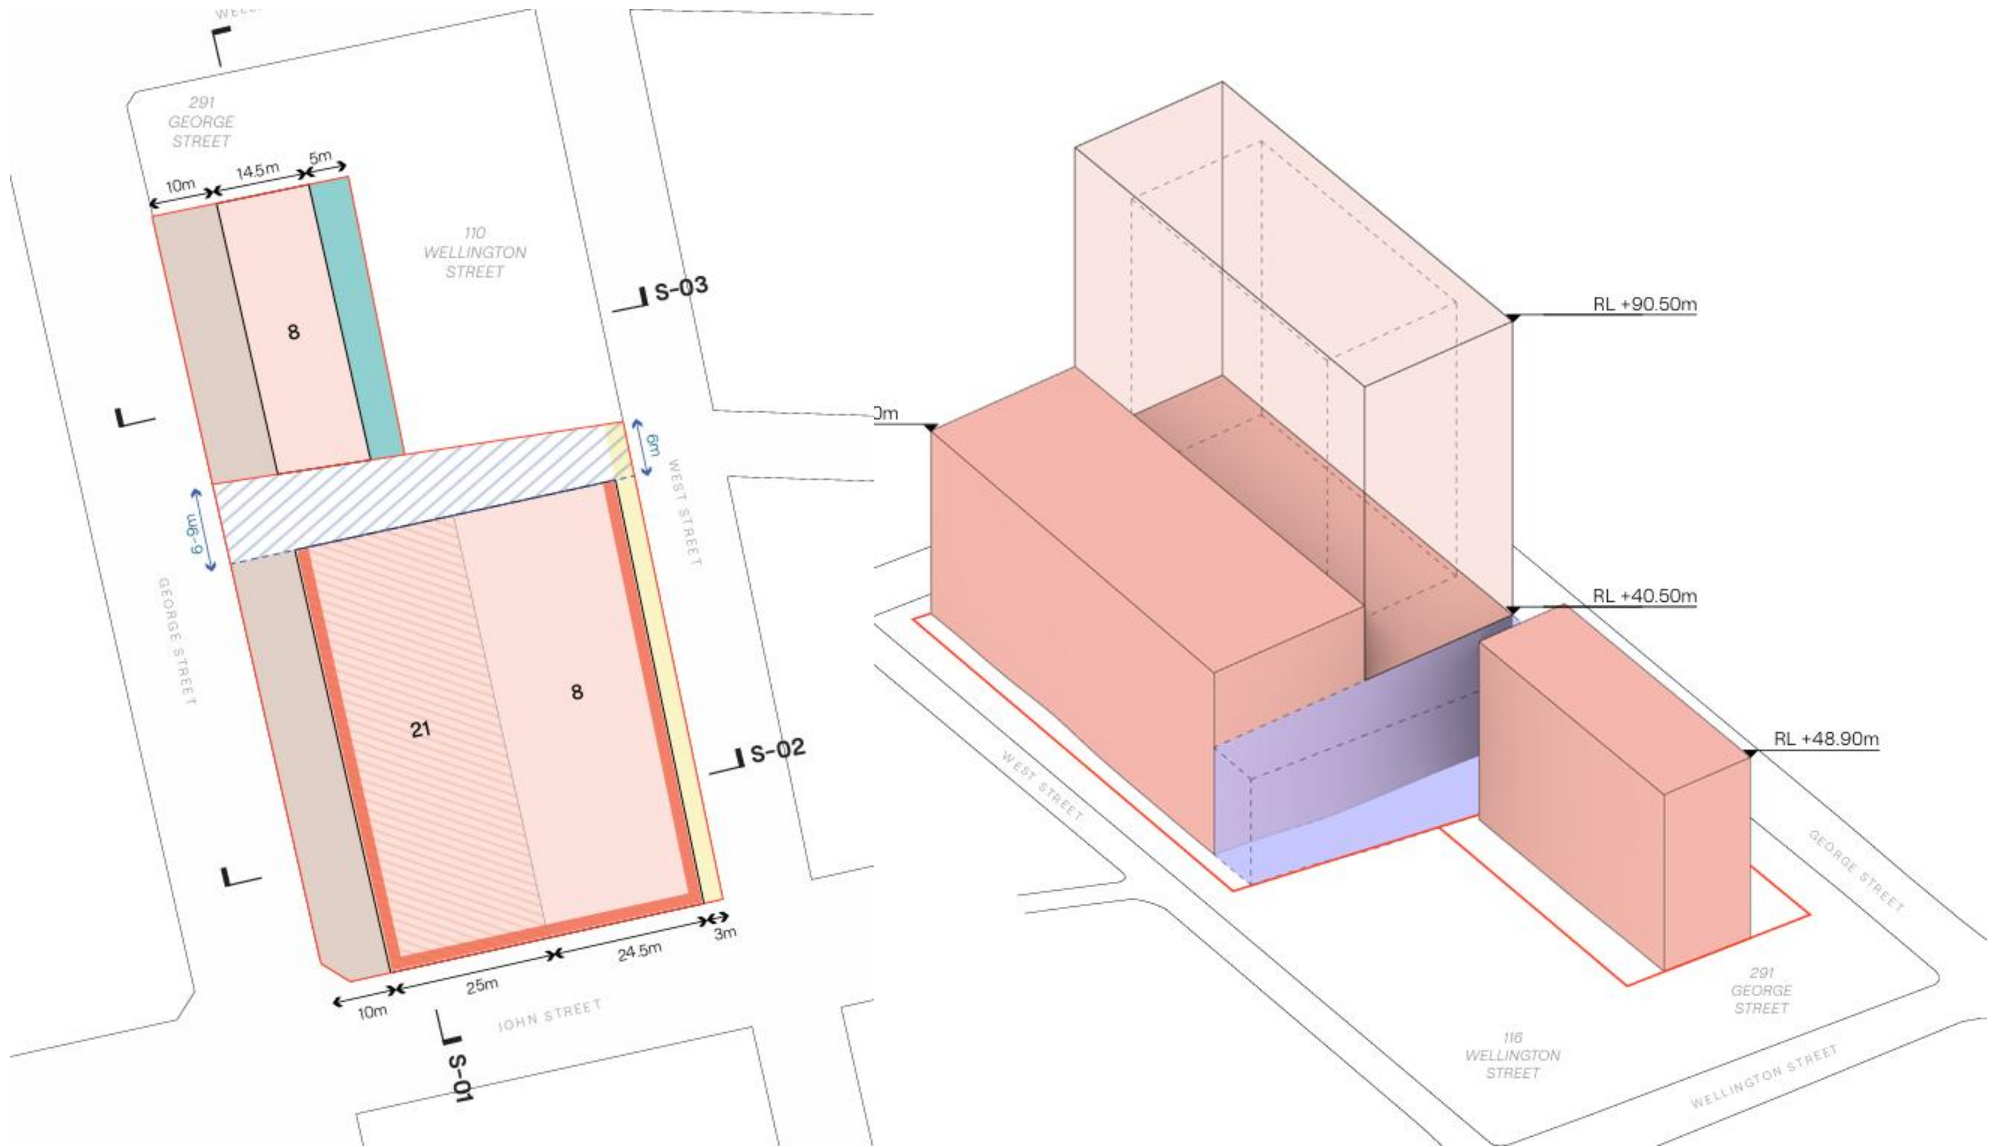 291
GEORGE
STREET
10m
14.5m
5m
110
WELLINGTON
STREET
8
S-03
6m
6-9m
WEST STREET
GEORGE STREET
21
8
S-02
3m
24.5m
25m
10m
JOHN STREET
S-01
0m
RL +90.50m
RL +40.50m
RL +48.90m
WEST STREET
GEORGE STREET
291
GEORGE
STREET
116
WELLINGTON
STREET
WELLINGTON STREET